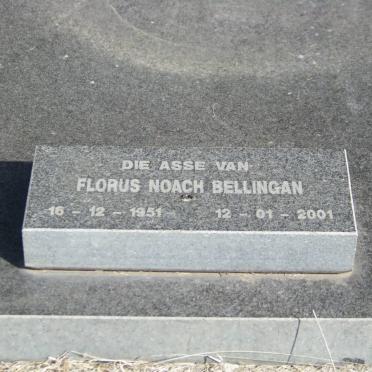 DIE ASSE VAN
FLORUS NOACH BELLINGAN
16 - 12 - 1951 12 - 01 - 2001